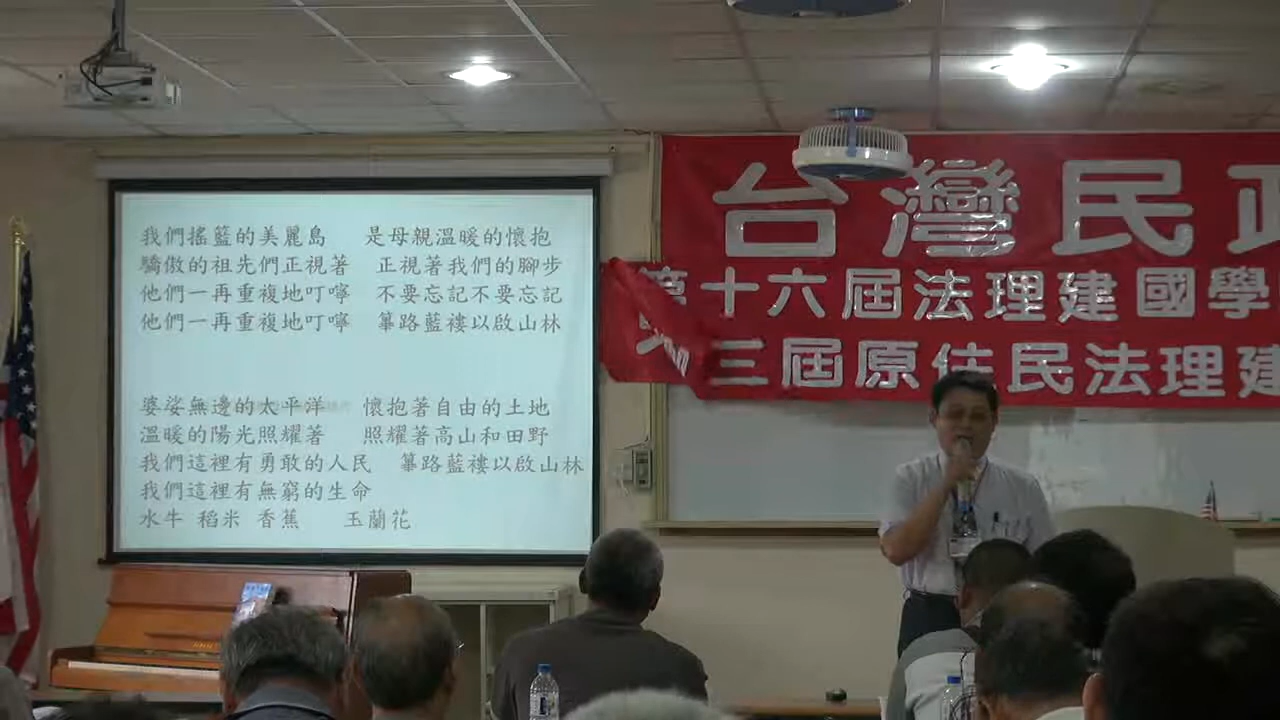 我們搖籃的美麗島 是母親溫暖的懷抱
驕傲的祖先們正視著 正視著我們的腳步
他們一再重複地叮嚀 不要忘記不要忘記
他們一再重複地叮嚀 篳路藍褸以啟山林
婆娑無邊的太平洋 懷抱著自由的土地
溫暖的陽光照耀著 照耀著高山和田野
我們這裡有勇敢的人民 篳路藍褸以啟山林
我們這裡有無窮的生命
水牛 稻米 香蕉 玉蘭花
台灣民政
第十六屆法理建國學
三屆原住民法理建